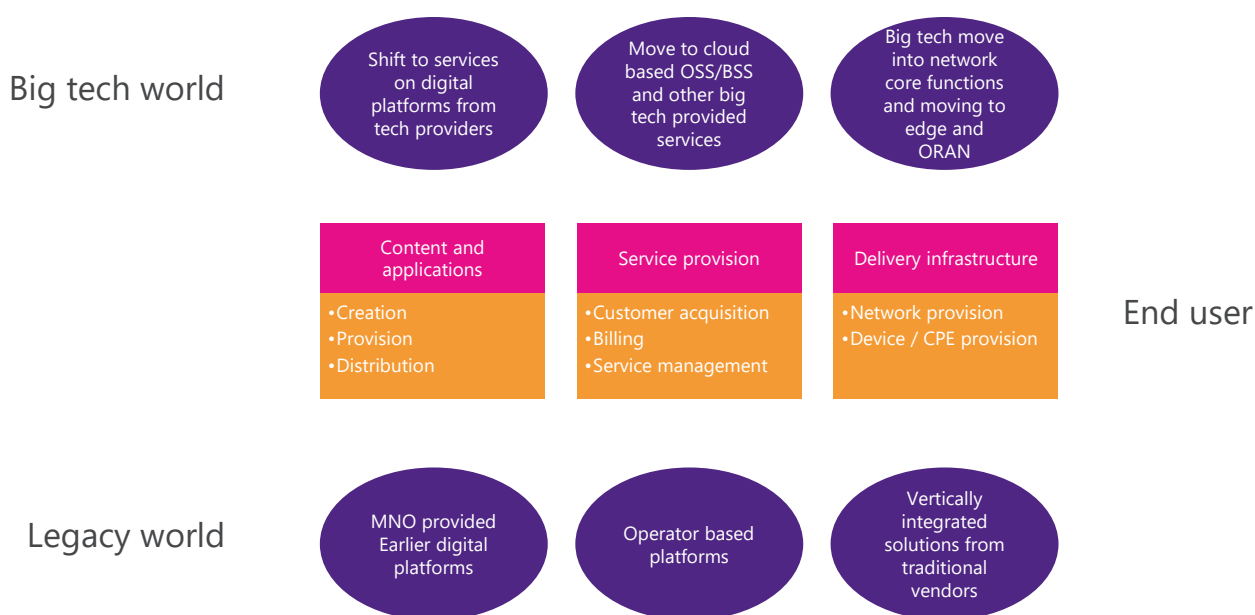 Big tech world
Shift to services
on digital
platforms from
tech providers
Move to cloud
based OSS/BSS
and other big
tech provided
services
Big tech move
into network
core functions
and moving to
edge and
ORAN
Content and
applications
•Creation
•Provision
•Distribution
Service provision
•Customer acquisition
•Billing
•Service management
Delivery infrastructure
•Network provision
•Device / CPE provision
End user
Legacy world
MNO provided
Earlier digital
platforms
Operator based
platforms
Vertically
integrated
solutions from
traditional
vendors